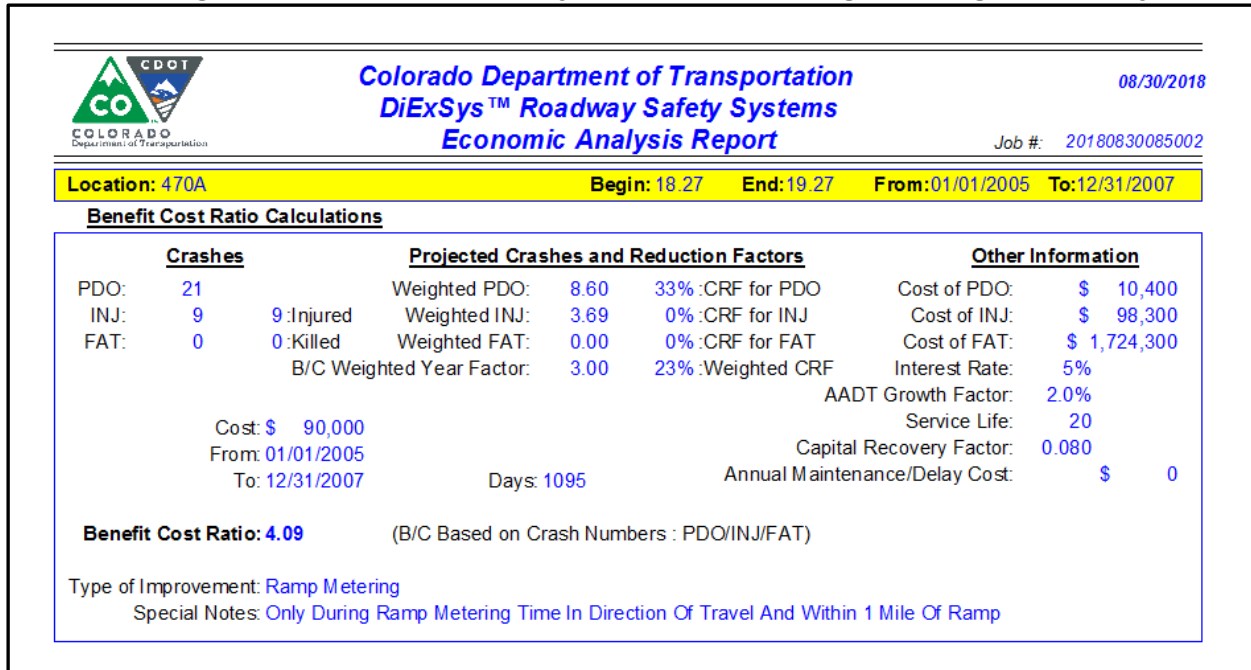 CDOT
CO
COLORADO
Department of Transportation
Colorado Department of Transportation
DiExSys™ Roadway Safety Systems
Economic Analysis Report
08/30/2018
Job #: 20180830085002
Location: 470A Begin: 18.27 End: 19.27 From: 01/01/2005 To: 12/31/2007
Benefit Cost Ratio Calculations
Crashes Projected Crashes and Reduction Factors Other Information
PDO: 21 Weighted PDO: 8.60 33% :CRF for PDO Cost of PDO: $ 10,400
INJ: 9 9 :Injured Weighted INJ: 3.69 0% :CRF for INJ Cost of INJ: $ 98,300
FAT: 0 0 :Killed Weighted FAT: 0.00 0% :CRF for FAT Cost of FAT: $ 1,724,300
B/C Weighted Year Factor: 3.00 23% :Weighted CRF Interest Rate: 5%
AADT Growth Factor: 2.0%
Cost: $ 90,000 Service Life: 20
From: 01/01/2005 Capital Recovery Factor: 0.080
To: 12/31/2007 Days: 1095 Annual Maintenance/Delay Cost: $ 0
Benefit Cost Ratio: 4.09 (B/C Based on Crash Numbers : PDO/INJ/FAT)
Type of Improvement: Ramp Metering
Special Notes: Only During Ramp Metering Time In Direction Of Travel And Within 1 Mile Of Ramp